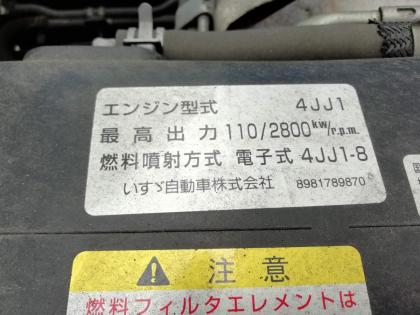 エンジン型式 4JJ1
最高出力 110/2800 kw/r.p.m.
燃料噴射方式 電子式 4JJ1-8
いすゞ自動車株式会社 8981789870
注意
燃料フィルタエレメントは